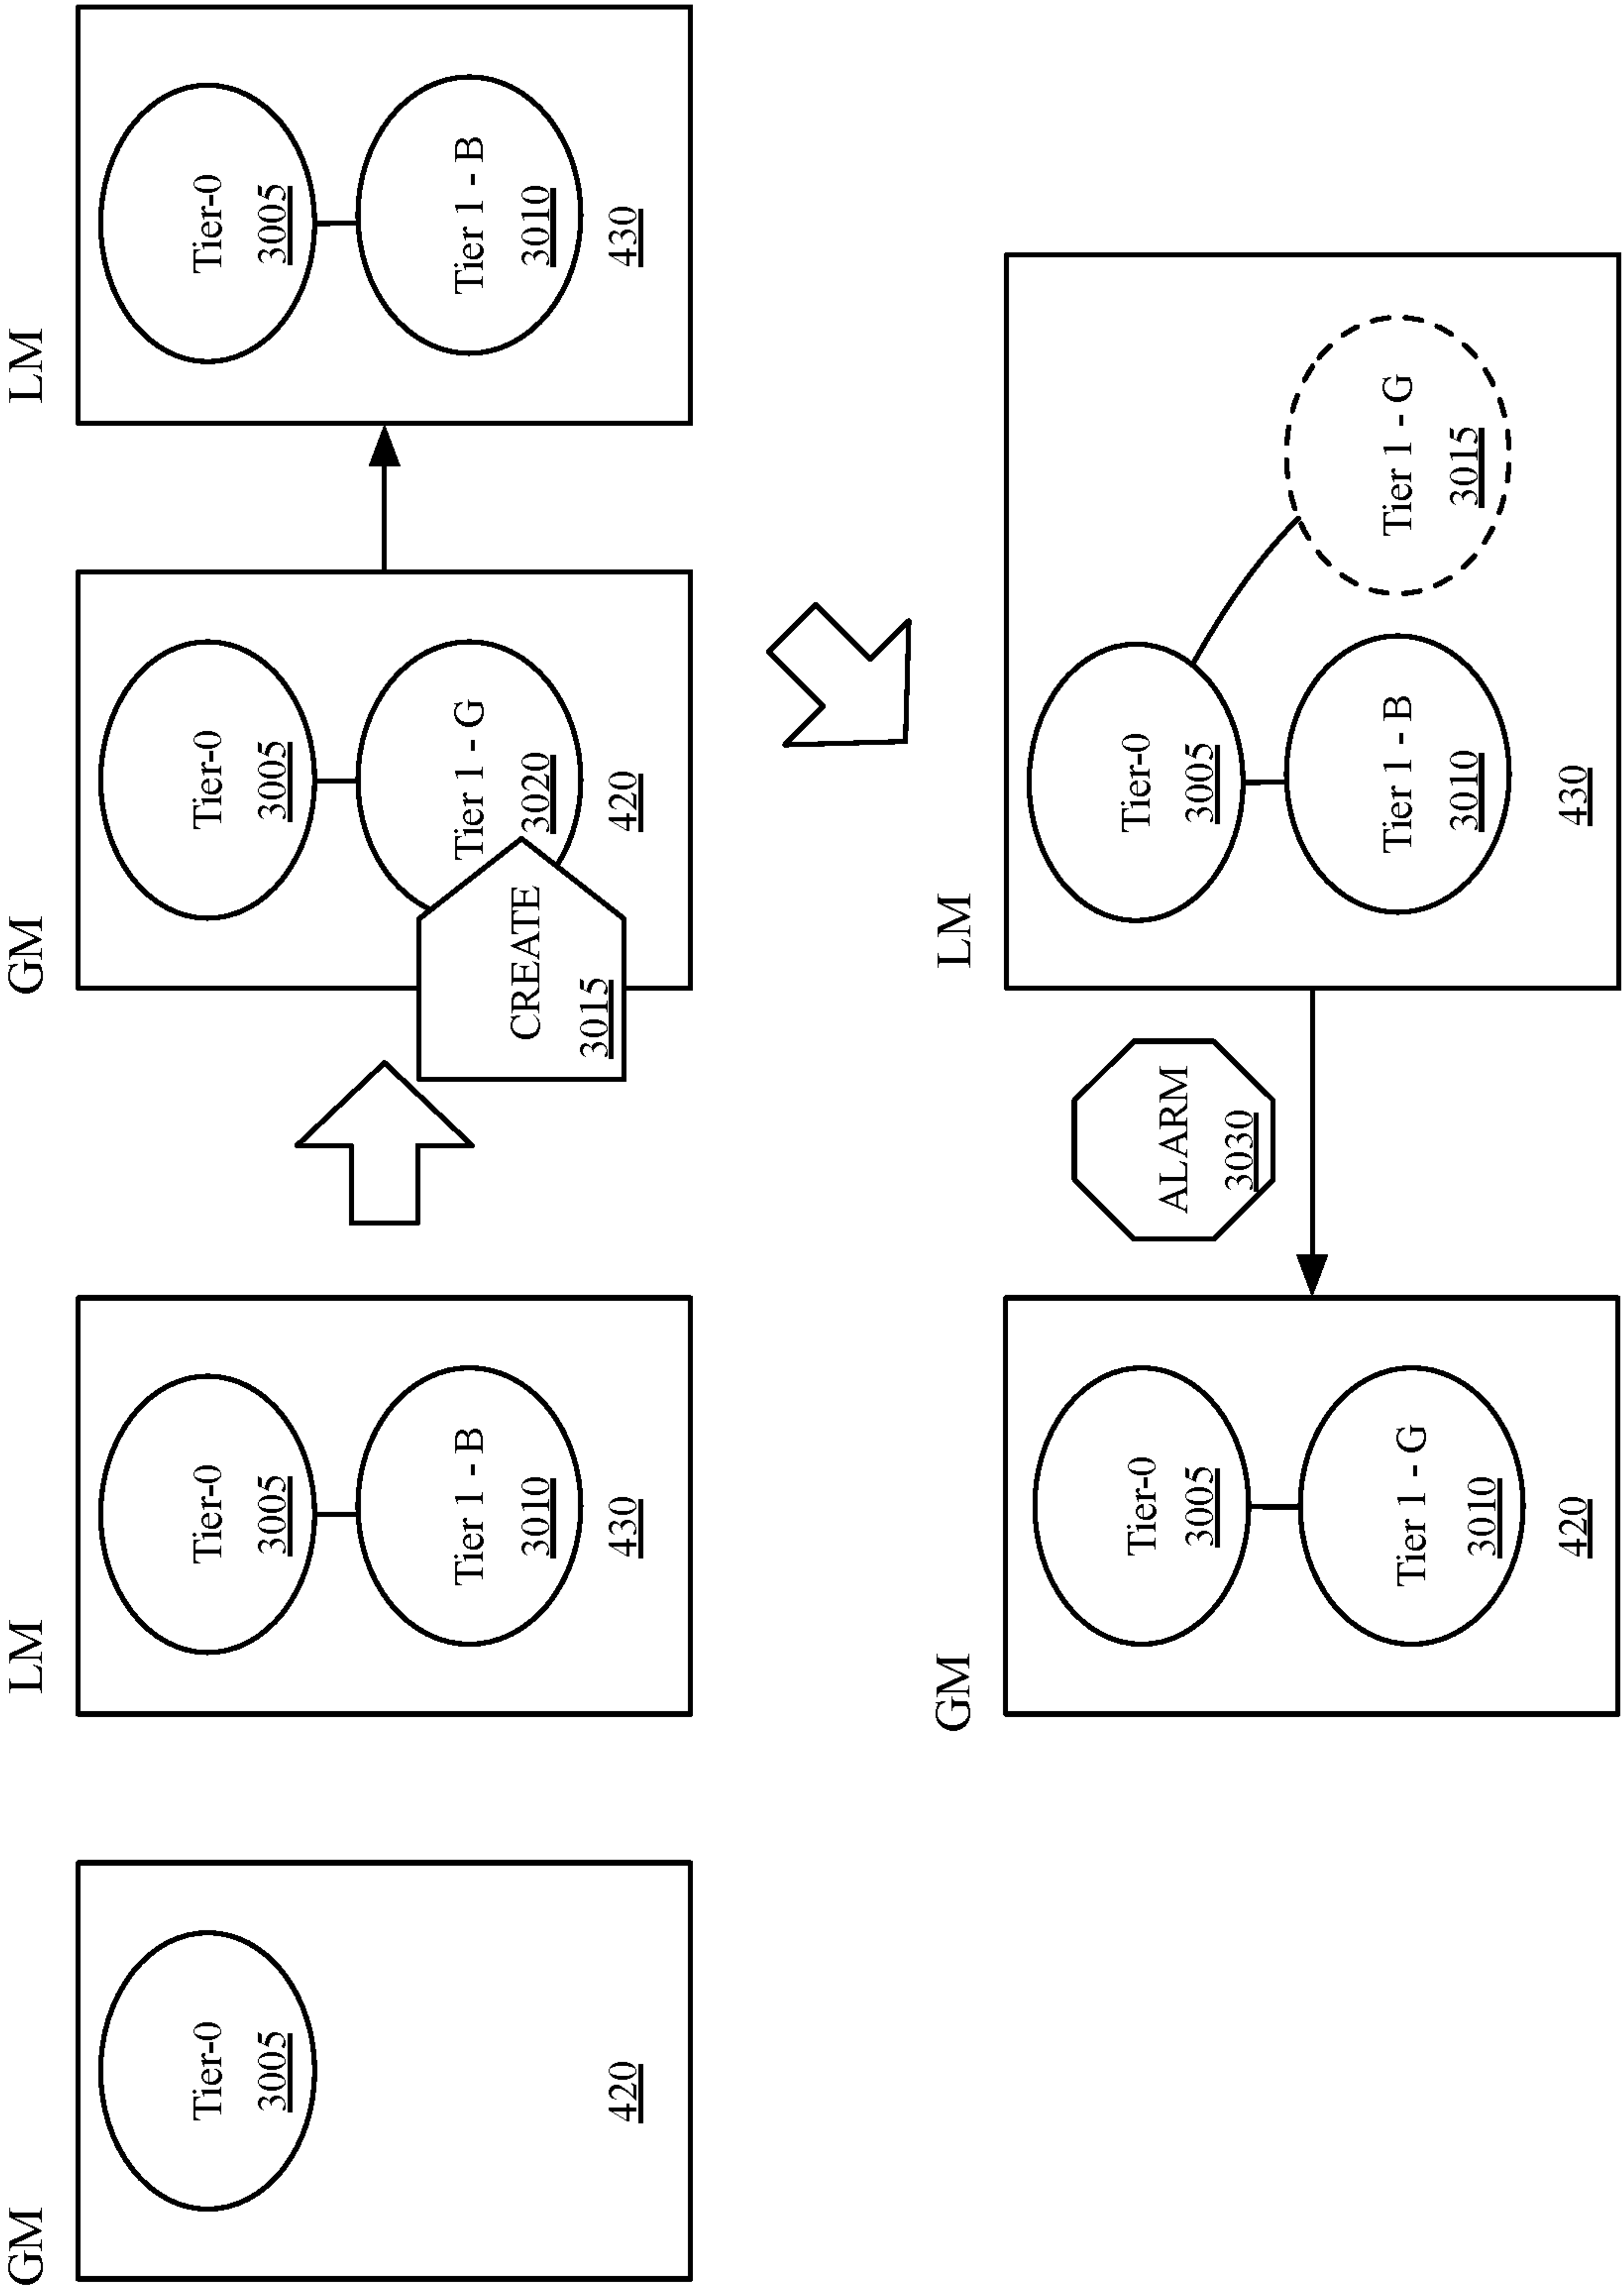 GM
Tier-0
3005
420
LM
Tier-0
3005
Tier 1 - B
3010
430
GM
Tier-0
3005
Tier 1 - G
3020
420
CREATE
3015
LM
Tier-0
3005
Tier 1 - B
3010
430
GM
Tier-0
3005
Tier 1 - G
3010
420
ALARM
3030
LM
Tier-0
3005
Tier 1 - B
3010
430
Tier 1 - G
3015